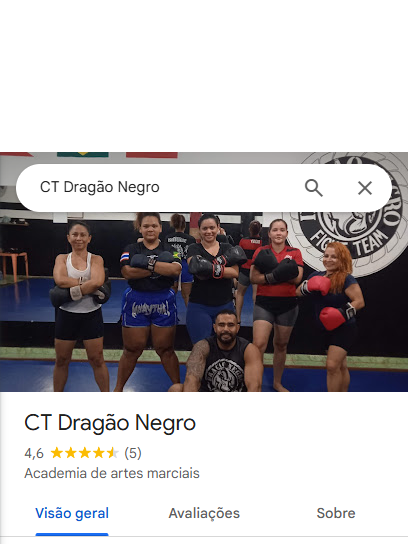 CT Dragão Negro
FIGHT TEAM
MUAYTHAI
CT Dragão Negro
4,6 (5)
Academia de artes marciais
Visão geral
Avaliações
Sobre